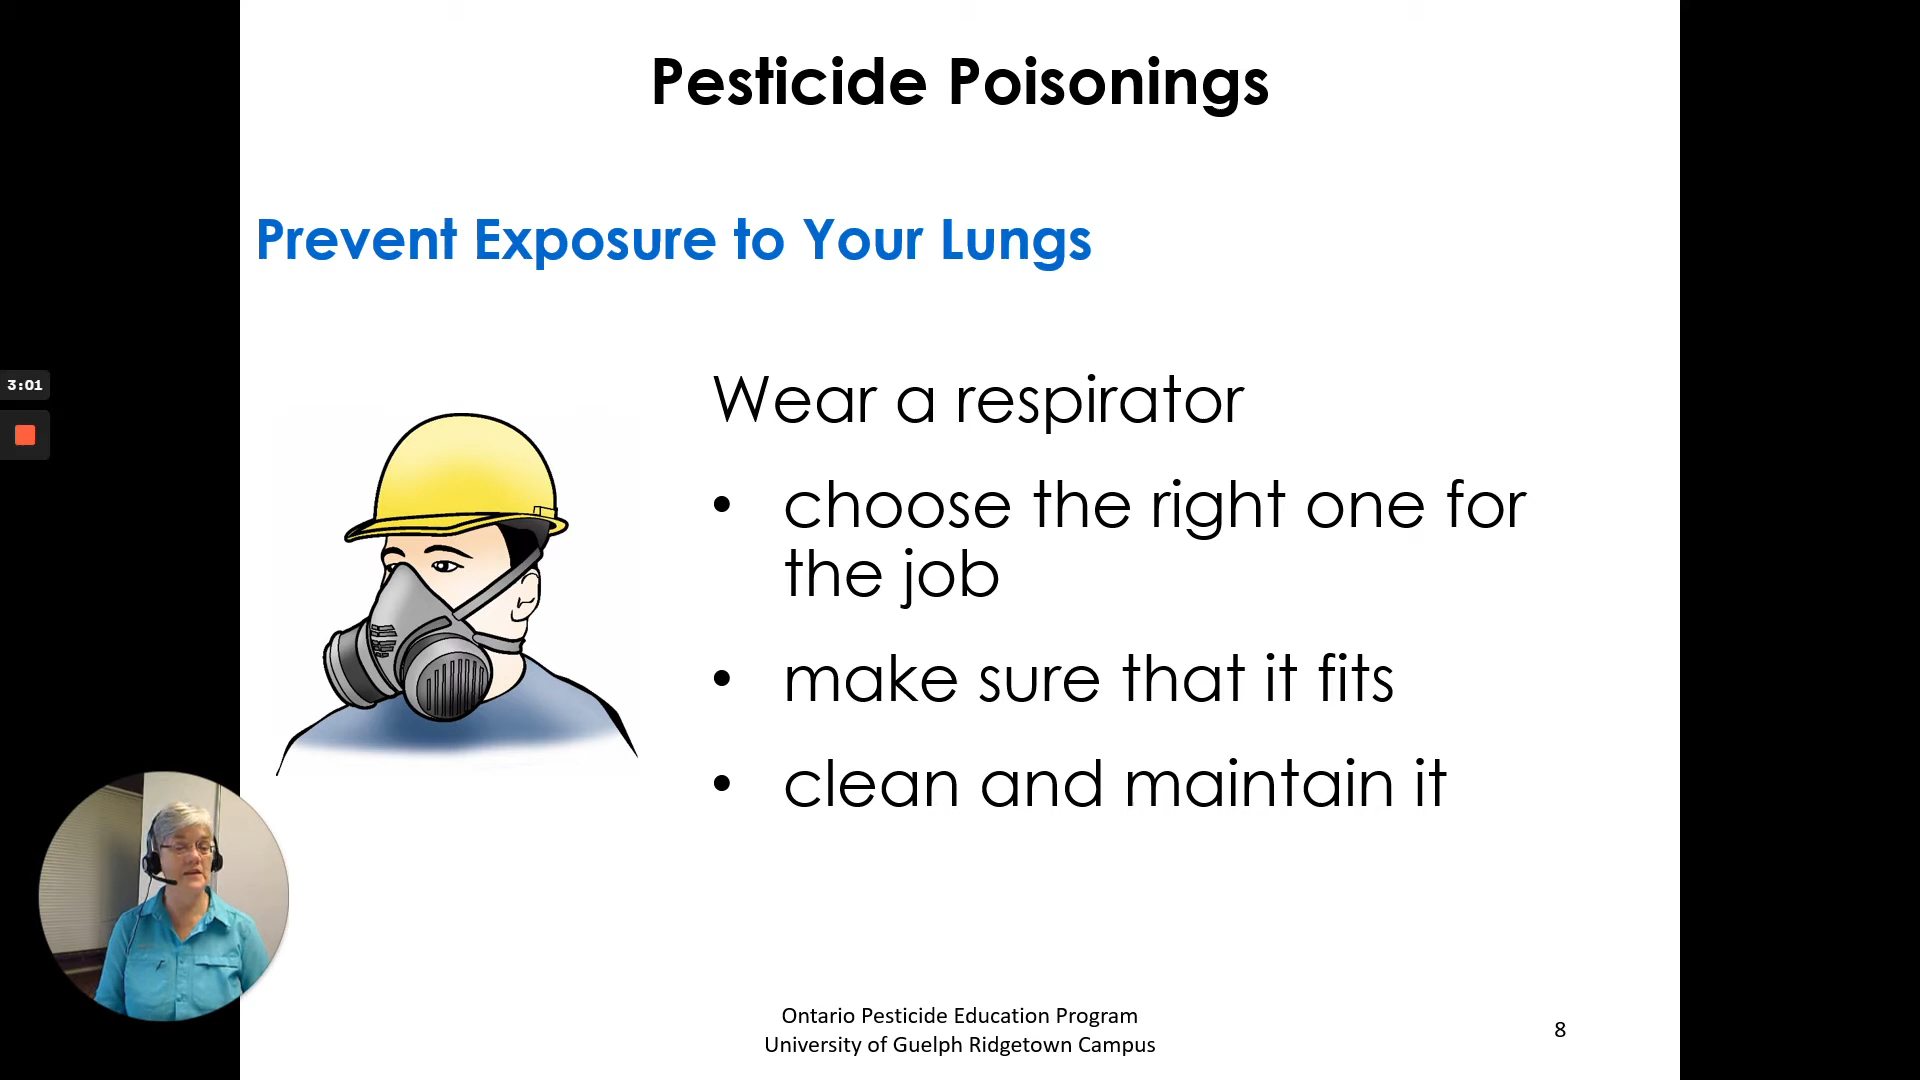 Pesticide Poisonings
Prevent Exposure to Your Lungs
3:01
Wear a respirator
• choose the right one for
the job
• make sure that it fits
• clean and maintain it
Ontario Pesticide Education Program
University of Guelph Ridgetown Campus
8